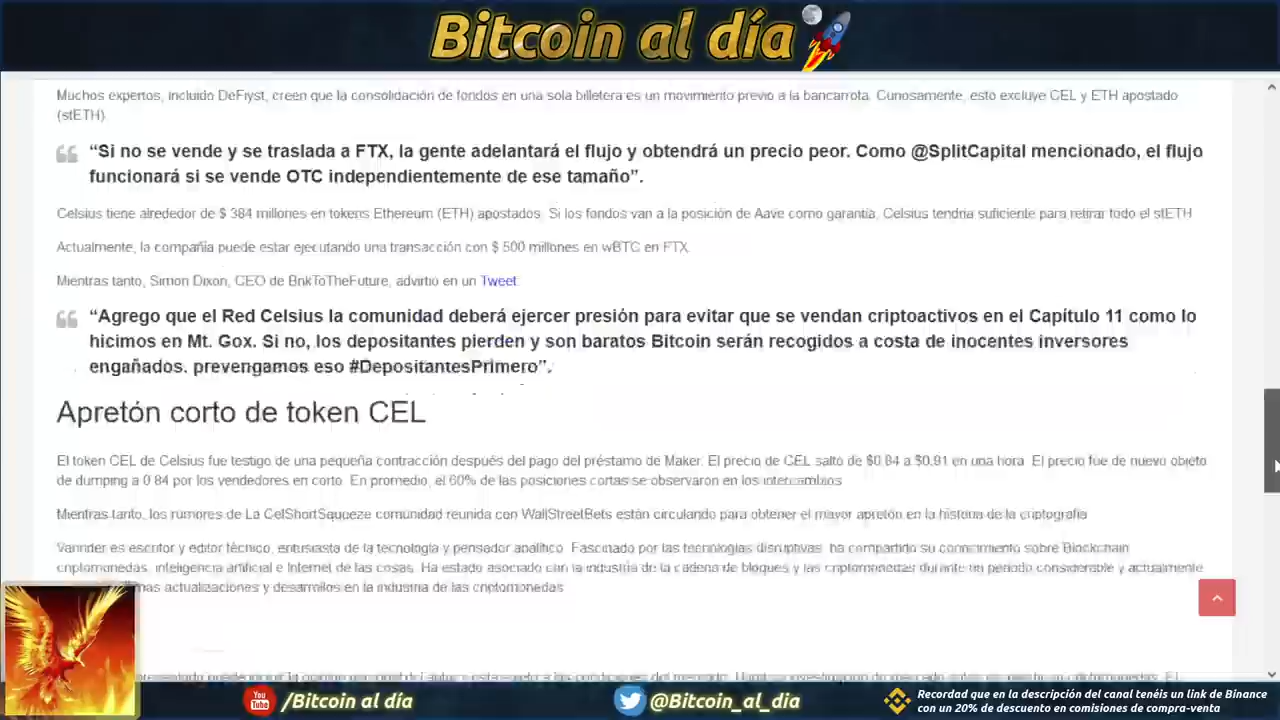 Bitcoin al día
Muchos expertos, incluido DeFiyst, creen que la consolidación de fondos en una sola billetera es un movimiento previo a la bancarrota. Curiosamente, esto excluye CEL y ETH apostado
(stETH).
“Si no se vende y se traslada a FTX, la gente adelantará el flujo y obtendrá un precio peor. Como @SplitCapital mencionado, el flujo
funcionará si se vende OTC independientemente de ese tamaño”.
Celsius tiene alrededor de $ 384 millones en tokens Ethereum (ETH) apostados. Si los fondos van a la posición de Aave como garantía, Celsius tendría suficiente para retirar todo el stETH
Actualmente, la compañía puede estar ejecutando una transacción con $ 500 millones en wBTC en FTX.
Mientras tanto, Simon Dixon, CEO de BnkToTheFuture, advirtió en un Tweet:
“Agrego que el Red Celsius la comunidad deberá ejercer presión para evitar que se vendan criptoactivos en el Capítulo 11 como lo
hicimos en Mt. Gox. Si no, los depositantes pierden y son baratos Bitcoin serán recogidos a costa de inocentes inversores
engañados. prevengamos eso #DepositantesPrimero”.
Apretón corto de token CEL
El token CEL de Celsius fue testigo de una pequeña contracción después del pago del préstamo de Maker. El precio de CEL saltó de $0.84 a $0.91 en una hora. El precio fue de nuevo objeto
de dumping a 0.84 por los vendedores en corto. En promedio, el 60% de las posiciones cortas se observaron en los intercambios
Mientras tanto, los rumores de La CelShortSqueeze comunidad reunida con WallStreetBets están circulando para obtener el mayor apretón en la historia de la criptografía
Varinder es escritor y editor técnico, entusiasta de la tecnología y pensador analítico. Fascinado por las tecnologías disruptivas, ha compartido su conocimiento sobre Blockchain
criptomonedas, inteligencia artificial e Internet de las cosas. Ha estado asociado con la industria de la cadena de bloques y las criptomonedas durante un período considerable y actualmente
actualizaciones y desarrollos en la industria de las criptomonedas
You Tube /Bitcoin al día
@Bitcoin_al_dia
Recordad que en la descripción del canal tenéis un link de Binance
con un 20% de descuento en comisiones de compra-venta